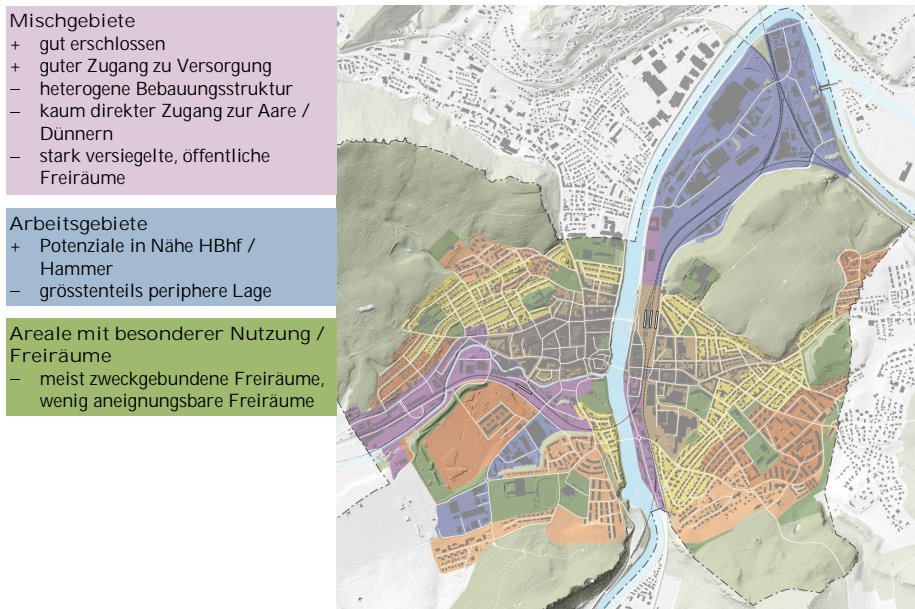 Mischgebiete
+ gut erschlossen
+ guter Zugang zu Versorgung
– heterogene Bebauungsstruktur
– kaum direkter Zugang zur Aare /
Dünnern
– stark versiegelte, öffentliche
Freiräume
Arbeitsgebiete
+ Potenziale in Nähe HBhf /
Hammer
– grösstenteils periphere Lage
Areale mit besonderer Nutzung /
Freiräume
– meist zweckgebundene Freiräume,
wenig aneignungsbare Freiräume